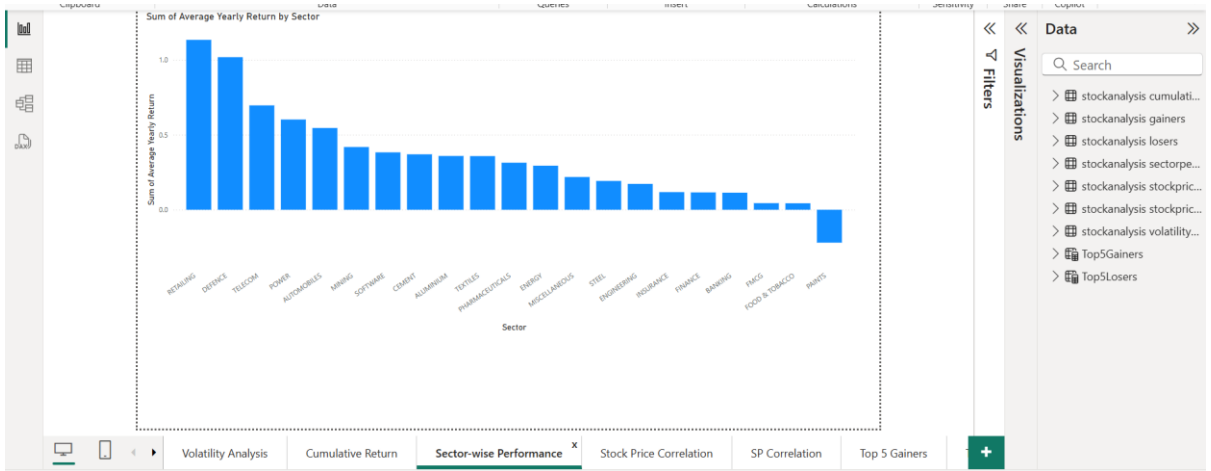 Clipboard Data Queries Insert Calculations Sensitivity Share Copilot
Sum of Average Yearly Return by Sector
1.0
0.5
0.0
Sum of Average Yearly Return
RETAILING DEFENCE TELECOM POWER AUTOMOBILES MINING SOFTWARE CEMENT ALUMINIUM TEXTILES PHARMACEUTICALS ENERGY MISCELLANEOUS STEEL ENGINEERING INSURANCE FINANCE BANKING FMCG FOOD & TOBACCO PAINTS
Sector
Filters
Visualizations
Data
Search
stockanalysis cumulati...
stockanalysis gainers
stockanalysis losers
stockanalysis sectorpe...
stockanalysis stockpric...
stockanalysis stockpric...
stockanalysis volatility...
Top5Gainers
Top5Losers
DAX
Volatility Analysis Cumulative Return Sector-wise Performance x Stock Price Correlation SP Correlation Top 5 Gainers
+